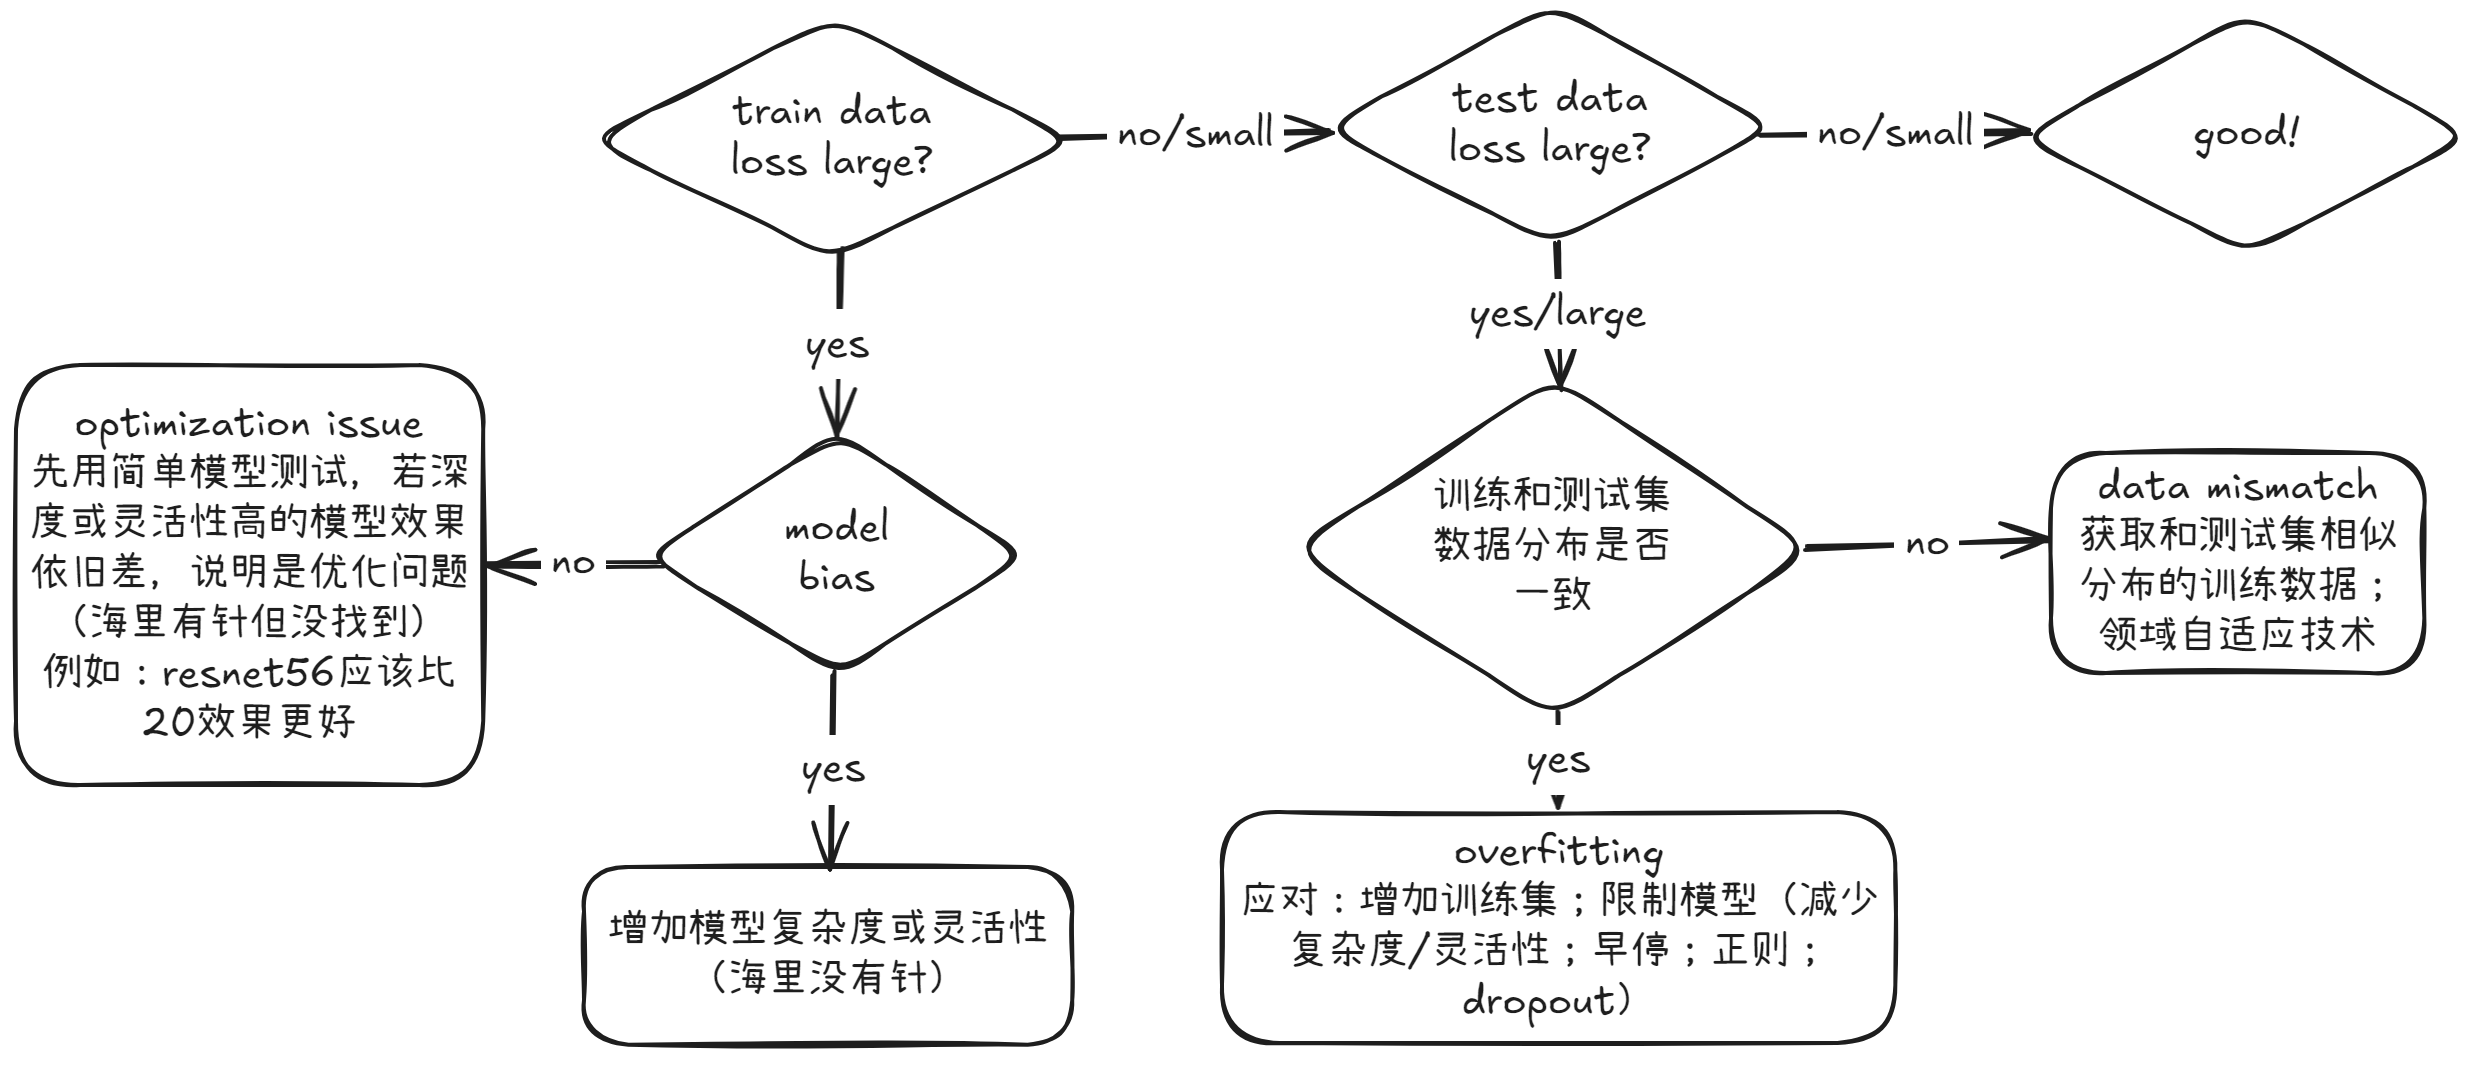 train data
loss large?
no/small
test data
loss large?
no/small
good!
yes
yes/large
optimization issue
先用简单模型测试，若深
度或灵活性高的模型效果
依旧差，说明是优化问题
（海里有针但没找到）
例如：resnet56应该比
20效果更好
no
model
bias
训练和测试集
数据分布是否
一致
no
data mismatch
获取和测试集相似
分布的训练数据；
领域自适应技术
yes
yes
增加模型复杂度或灵活性
（海里没有针）
overfitting
应对：增加训练集；限制模型（减少
复杂度/灵活性；早停；正则；
dropout）